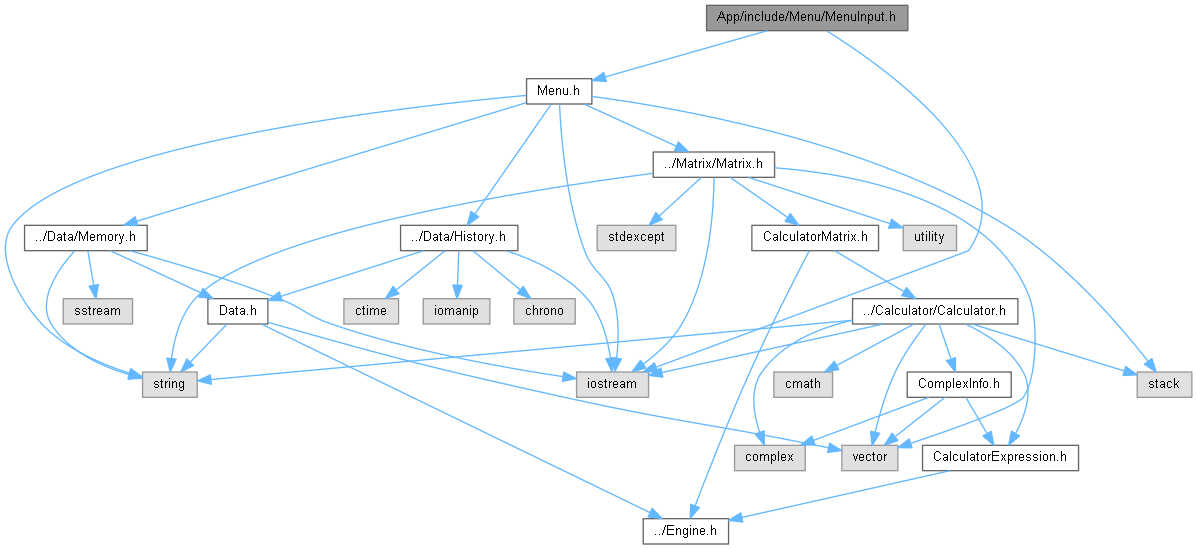 App/include/Menu/MenuInput.h
Menu.h
../Matrix/Matrix.h
../Data/Memory.h
../Data/History.h
stdexcept
CalculatorMatrix.h
utility
sstream
Data.h
ctime
iomanip
chrono
../Calculator/Calculator.h
string
iostream
cmath
ComplexInfo.h
stack
complex
vector
CalculatorExpression.h
../Engine.h